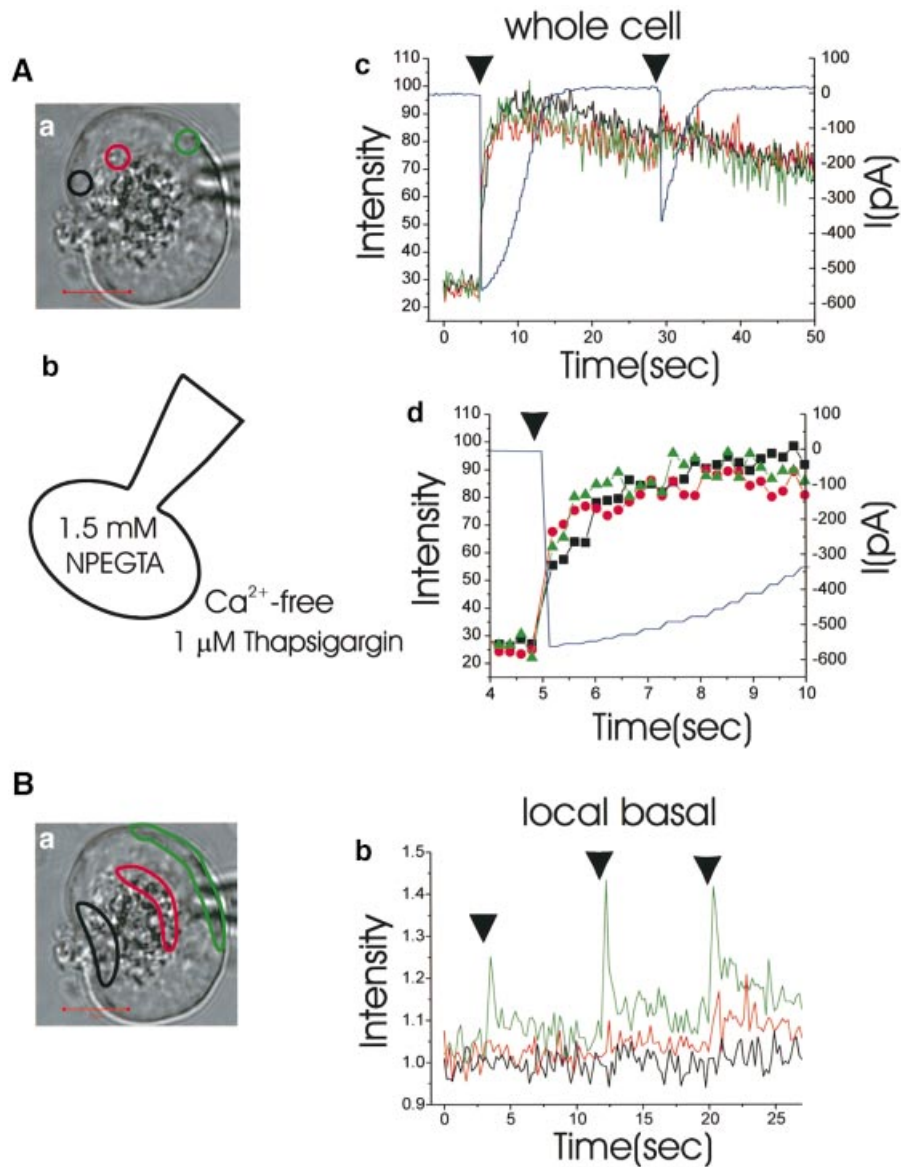 whole cell
A
a
c
110
100
90
80
70
60
50
40
30
20
Intensity
100
0
-100
-200
-300
-400
-500
-600
I(pA)
0 10 20 30 40 50
Time(sec)
b
1.5 mM
NPEGTA
Ca²⁺-free
1 μM Thapsigargin
d
110
100
90
80
70
60
50
40
30
20
Intensity
100
0
-100
-200
-300
-400
-500
-600
I(pA)
4 5 6 7 8 9 10
Time(sec)
B
a
local basal
b
1.5
1.4
1.3
1.2
1.1
1.0
0.9
Intensity
0 5 10 15 20 25
Time(sec)